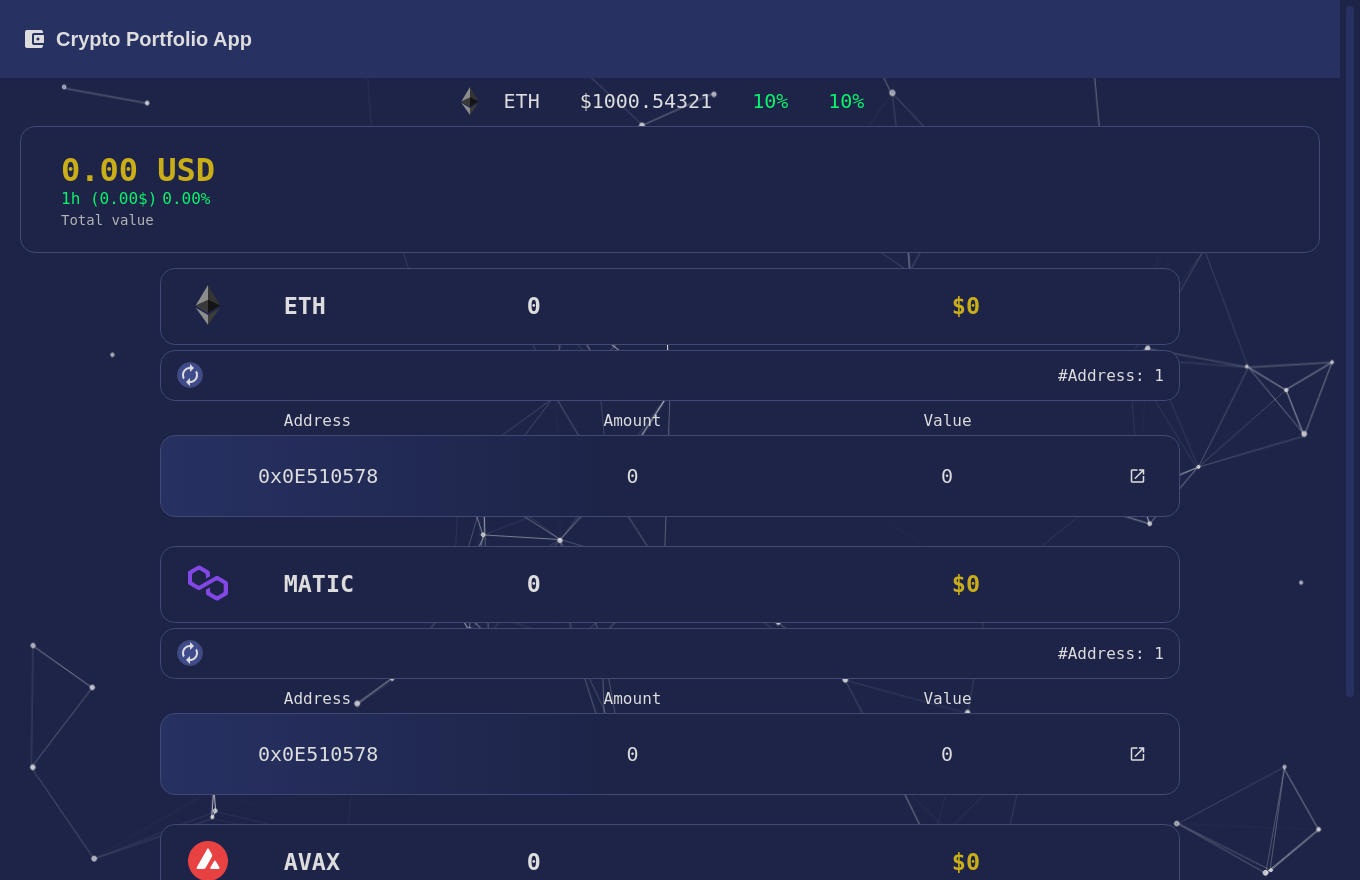 Crypto Portfolio App
ETH $1000.54321 10% 10%
0.00 USD
1h (0.00$) 0.00%
Total value
ETH 0 $0
#Address: 1
Address Amount Value
0x0E510578 0 0
MATIC 0 $0
#Address: 1
Address Amount Value
0x0E510578 0 0
AVAX 0 $0